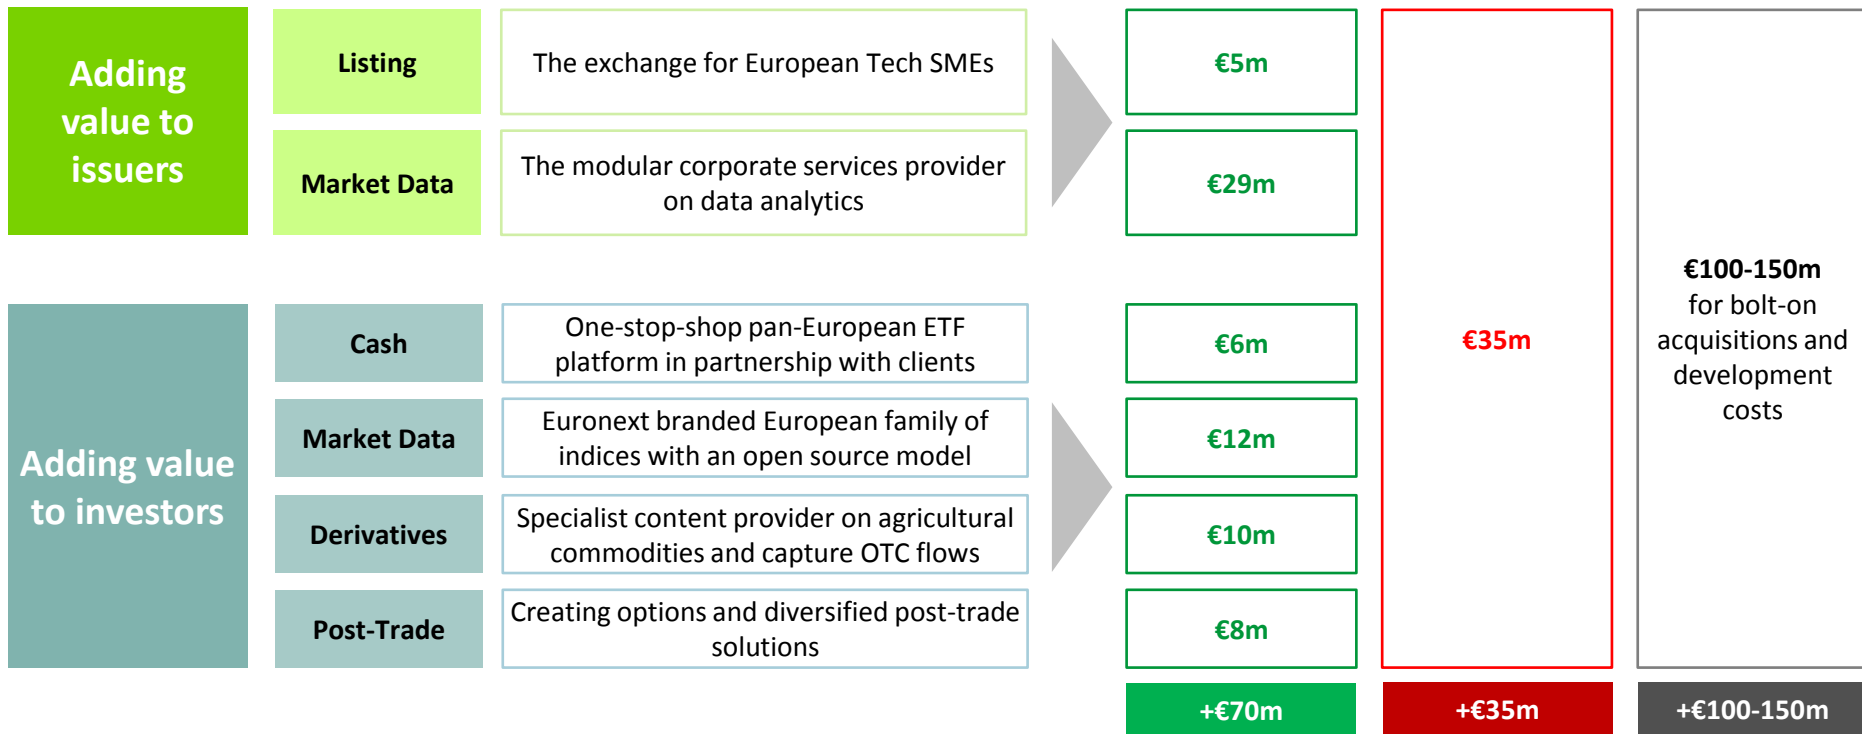 Adding
value to
issuers
Listing
The exchange for European Tech SMEs
€5m
Market Data
The modular corporate services provider
on data analytics
€29m
Adding value
to investors
Cash
One-stop-shop pan-European ETF
platform in partnership with clients
€6m
Market Data
Euronext branded European family of
indices with an open source model
€12m
Derivatives
Specialist content provider on agricultural
commodities and capture OTC flows
€10m
Post-Trade
Creating options and diversified post-trade
solutions
€8m
€35m
€100-150m
for bolt-on
acquisitions and
development
costs
+€70m
+€35m
+€100-150m